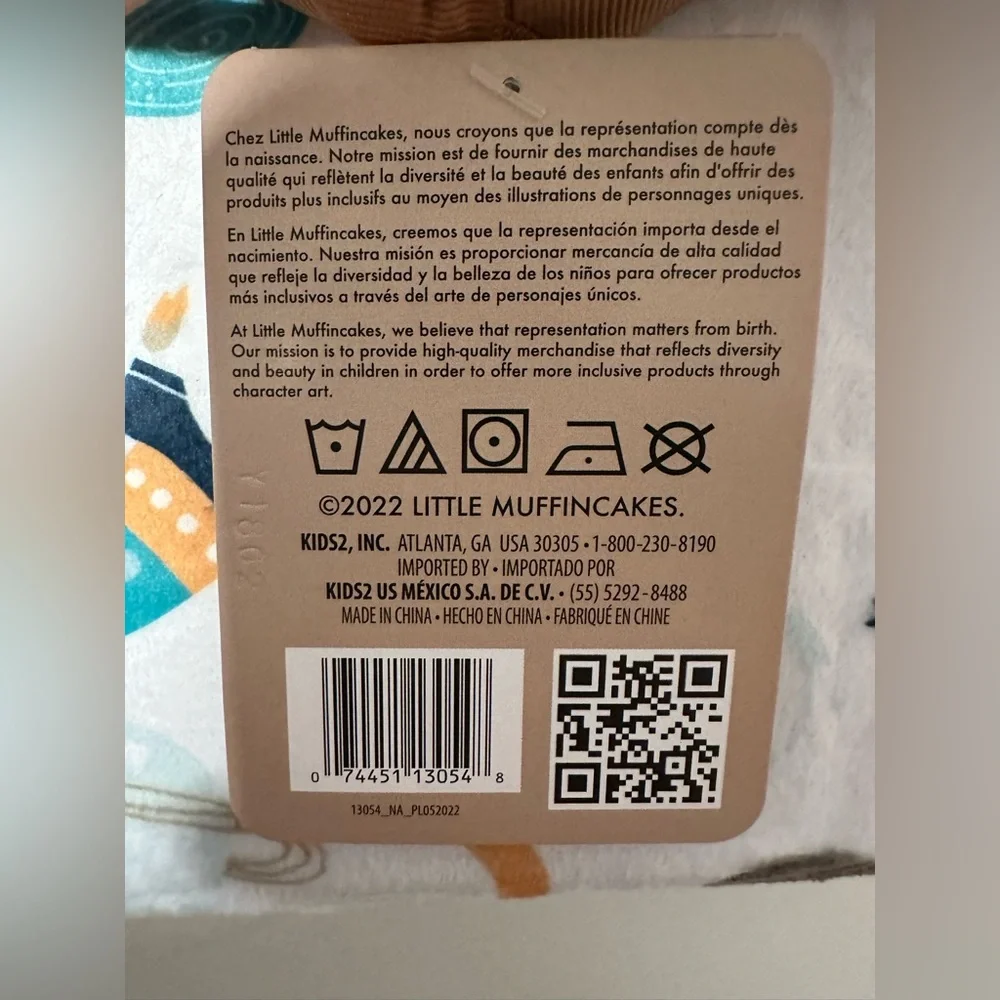 Chez Little Muffincakes, nous croyons que la représentation compte dès
la naissance. Notre mission est de fournir des marchandises de haute
qualité qui reflètent la diversité et la beauté des enfants afin d'offrir des
produits plus inclusifs au moyen des illustrations de personnages uniques.
En Little Muffincakes, creemos que la representación importa desde el
nacimiento. Nuestra misión es proporcionar mercancía de alta calidad
que refleje la diversidad y la belleza de los niños para ofrecer productos
más inclusivos a través del arte de personajes únicos.
At Little Muffincakes, we believe that representation matters from birth.
Our mission is to provide high-quality merchandise that reflects diversity
and beauty in children in order to offer more inclusive products through
character art.
©2022 LITTLE MUFFINCAKES.
KIDS2, INC. ATLANTA, GA USA 30305 • 1-800-230-8190
IMPORTED BY • IMPORTADO POR
KIDS2 US MÉXICO S.A. DE C.V. • (55) 5292-8488
MADE IN CHINA • HECHO EN CHINA • FABRIQUÉ EN CHINE
0 74451 13054 8
13054_NA_PL052022